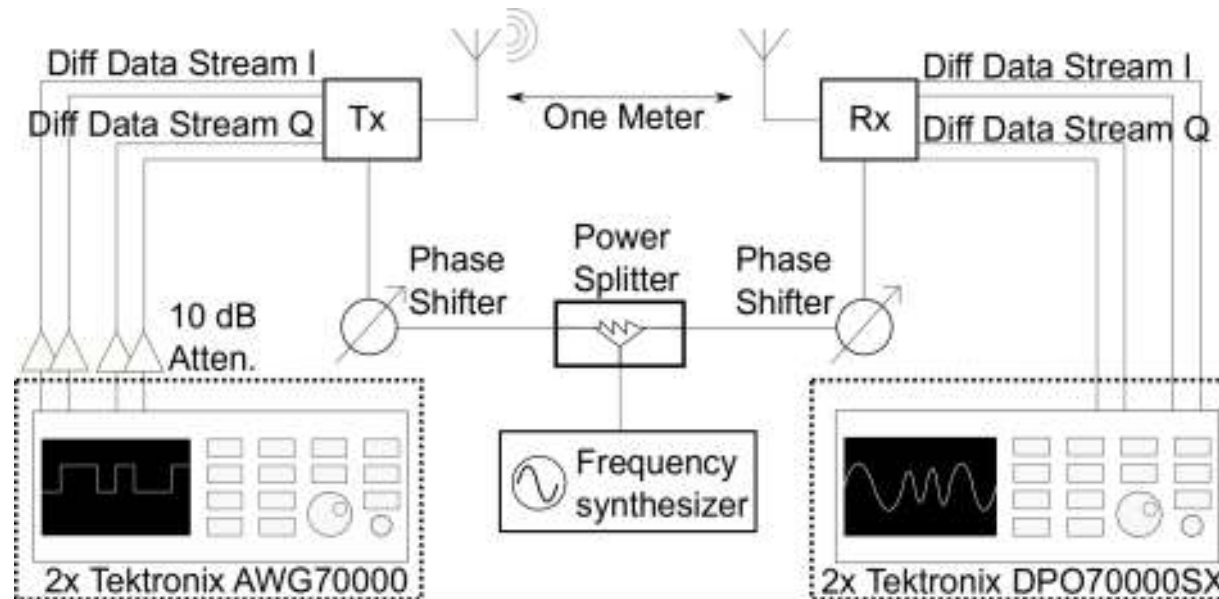 Diff Data Stream I
Diff Data Stream Q
Tx
One Meter
Rx
Diff Data Stream I
Diff Data Stream Q
Phase
Shifter
Power
Splitter
Phase
Shifter
10 dB
Atten.
Frequency
synthesizer
2x Tektronix AWG70000
2x Tektronix DPO70000SX